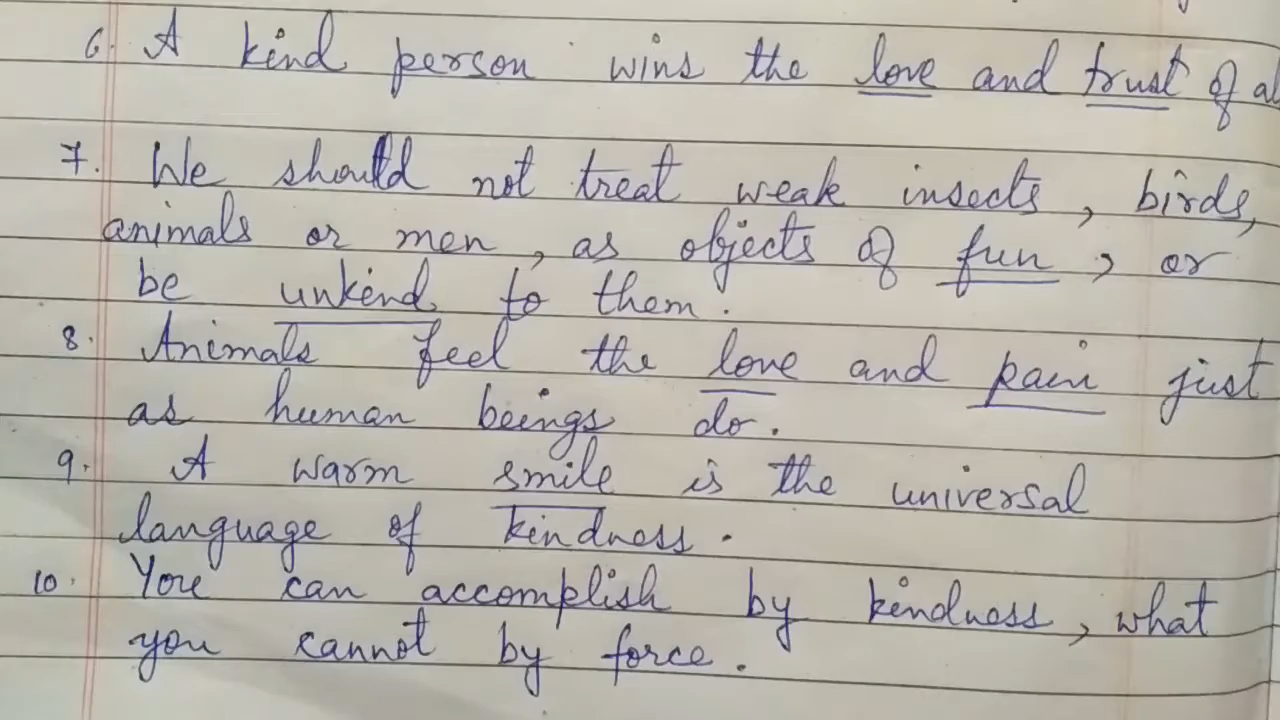 6. A kind person wins the love and trust of al
7. We should not treat weak insects, birds,
animals or men, as objects of fun, or
be unkind to them.
8. Animals feel the love and pain just
as human beings do.
9. A warm smile is the universal
language of kindness.
10. You can accomplish by kindness, what
you cannot by force.